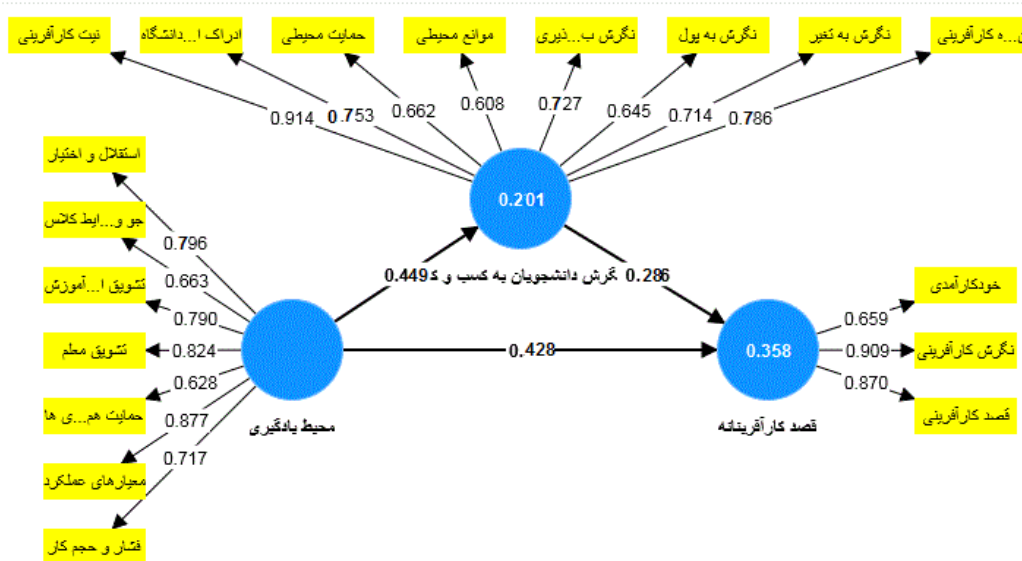 نیت کارآفرینی
ادراک ا...دانشگاه
حمایت محیطی
موانع محیطی
نگرش ب...ذیری
نگرش به پول
نگرش به تغیر
...ه کارآفرینی
0.914
0.753
0.662
0.608
0.727
0.645
0.714
0.786
استقلال و اختیار
جو و...ایط کلاس
تشویق ا...آموزش
تشویق معلم
حمایت هم...ی ها
معیارهای عملکرد
فشار و حجم کار
0.796
0.663
0.790
0.824
0.628
0.877
0.717
0.201
0.449
گرش دانشجویان به کسب و ک
0.286
0.428
0.358
محیط یادگیری
قصد کارآفرینانه
0.659
0.909
0.870
خودکارآمدی
نگرش کارآفرینی
قصد کارآفرینی